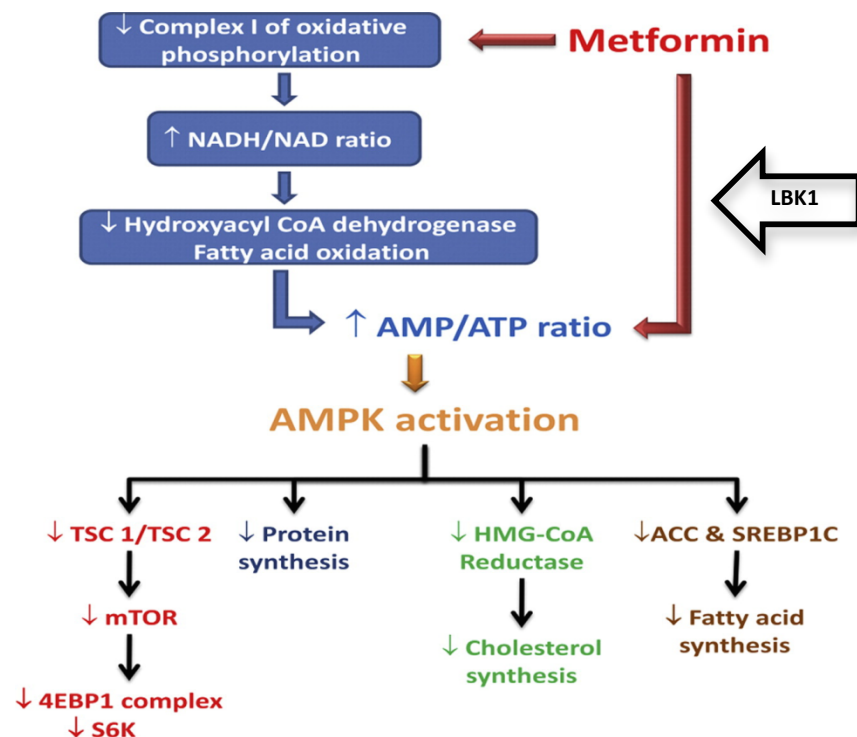 ↓ Complex I of oxidative
phosphorylation
Metformin
↑ NADH/NAD ratio
LBK1
↓ Hydroxyacyl CoA dehydrogenase
Fatty acid oxidation
↑ AMP/ATP ratio
AMPK activation
↓ TSC 1/TSC 2
↓ Protein
synthesis
↓ HMG-CoA
Reductase
↓ACC & SREBP1C
↓ mTOR
↓ Cholesterol
synthesis
↓ Fatty acid
synthesis
↓ 4EBP1 complex
↓ S6K